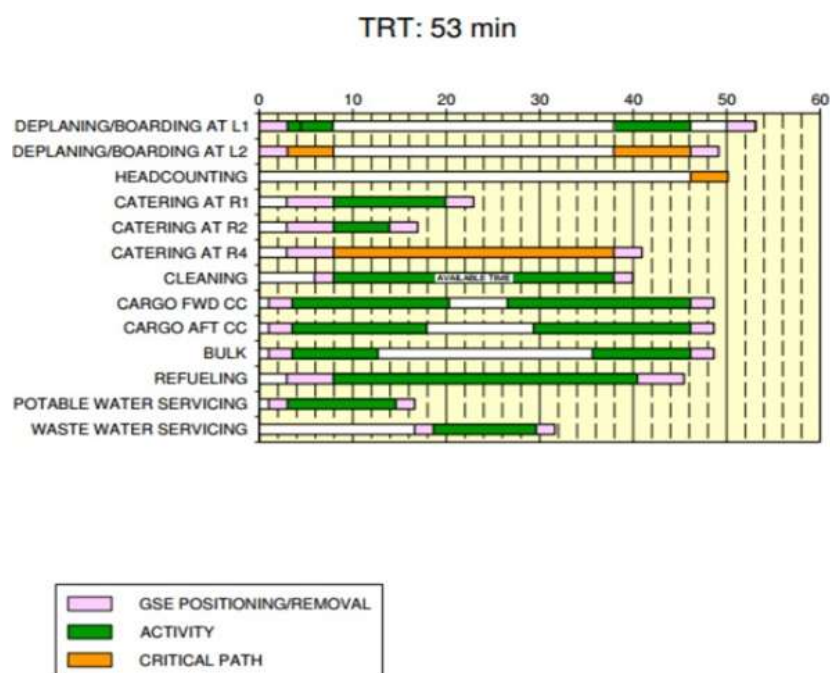 TRT: 53 min
0 10 20 30 40 50 60
DEPLANING/BOARDING AT L1
DEPLANING/BOARDING AT L2
HEADCOUNTING
CATERING AT R1
CATERING AT R2
CATERING AT R4
CLEANING AVAILABLE TIME
CARGO FWD CC
CARGO AFT CC
BULK
REFUELING
POTABLE WATER SERVICING
WASTE WATER SERVICING
GSE POSITIONING/REMOVAL
ACTIVITY
CRITICAL PATH